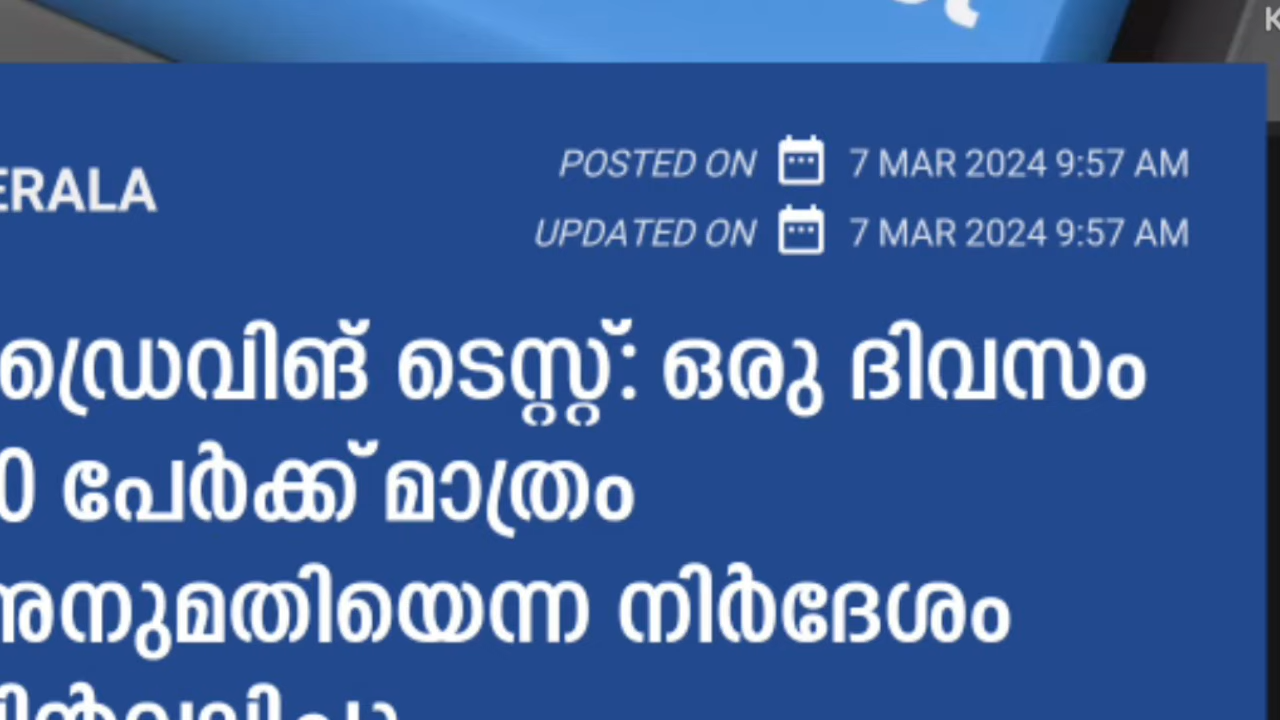 ERALA
POSTED ON 7 MAR 2024 9:57 AM
UPDATED ON 7 MAR 2024 9:57 AM
ഡ്രൈവിങ് ടെസ്റ്റ്: ഒരു ദിവസം
0 പേർക്ക് മാത്രം
അനുമതിയെന്ന നിർദേശം